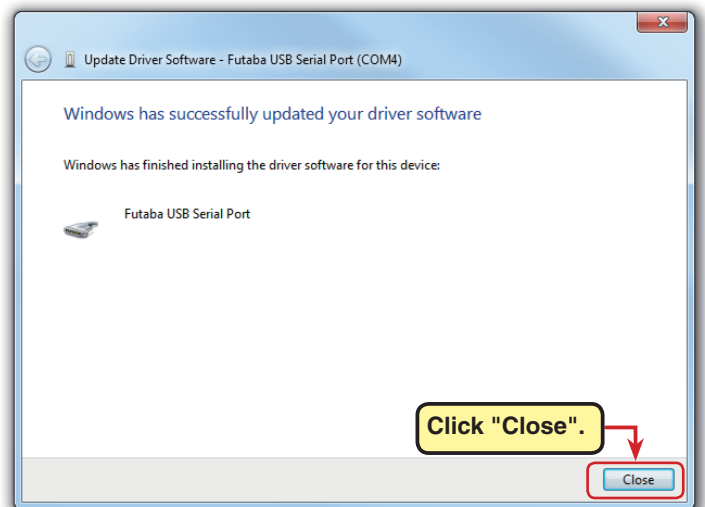 Update Driver Software - Futaba USB Serial Port (COM4)
Windows has successfully updated your driver software
Windows has finished installing the driver software for this device:
Futaba USB Serial Port
Click "Close".
Close